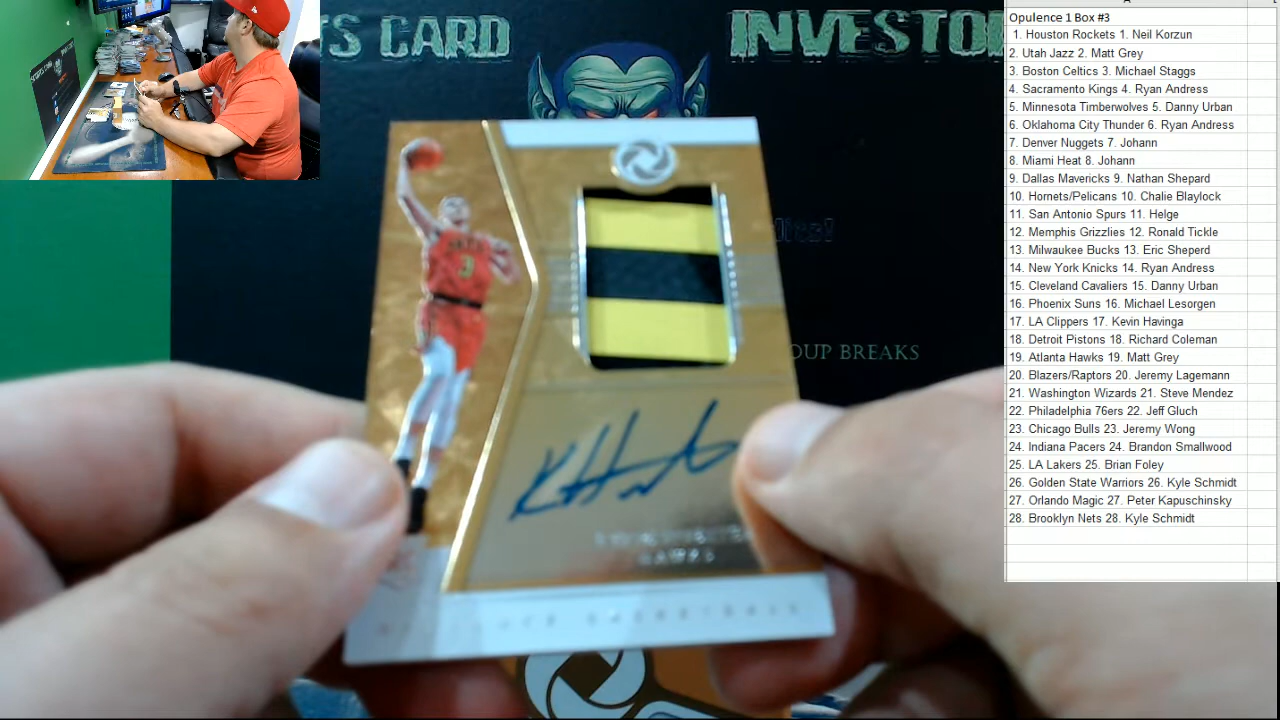 TS CARD
INVESTO
OUP BREAKS
3
HAWKS
Opulence 1 Box #3
1. Houston Rockets 1. Neil Korzun
2. Utah Jazz 2. Matt Grey
3. Boston Celtics 3. Michael Staggs
4. Sacramento Kings 4. Ryan Andress
5. Minnesota Timberwolves 5. Danny Urban
6. Oklahoma City Thunder 6. Ryan Andress
7. Denver Nuggets 7. Johann
8. Miami Heat 8. Johann
9. Dallas Mavericks 9. Nathan Shepard
10. Hornets/Pelicans 10. Chalie Blaylock
11. San Antonio Spurs 11. Helge
12. Memphis Grizzlies 12. Ronald Tickle
13. Milwaukee Bucks 13. Eric Sheperd
14. New York Knicks 14. Ryan Andress
15. Cleveland Cavaliers 15. Danny Urban
16. Phoenix Suns 16. Michael Lesorgen
17. LA Clippers 17. Kevin Havinga
18. Detroit Pistons 18. Richard Coleman
19. Atlanta Hawks 19. Matt Grey
20. Blazers/Raptors 20. Jeremy Lagemann
21. Washington Wizards 21. Steve Mendez
22. Philadelphia 76ers 22. Jeff Gluch
23. Chicago Bulls 23. Jeremy Wong
24. Indiana Pacers 24. Brandon Smallwood
25. LA Lakers 25. Brian Foley
26. Golden State Warriors 26. Kyle Schmidt
27. Orlando Magic 27. Peter Kapuschinsky
28. Brooklyn Nets 28. Kyle Schmidt